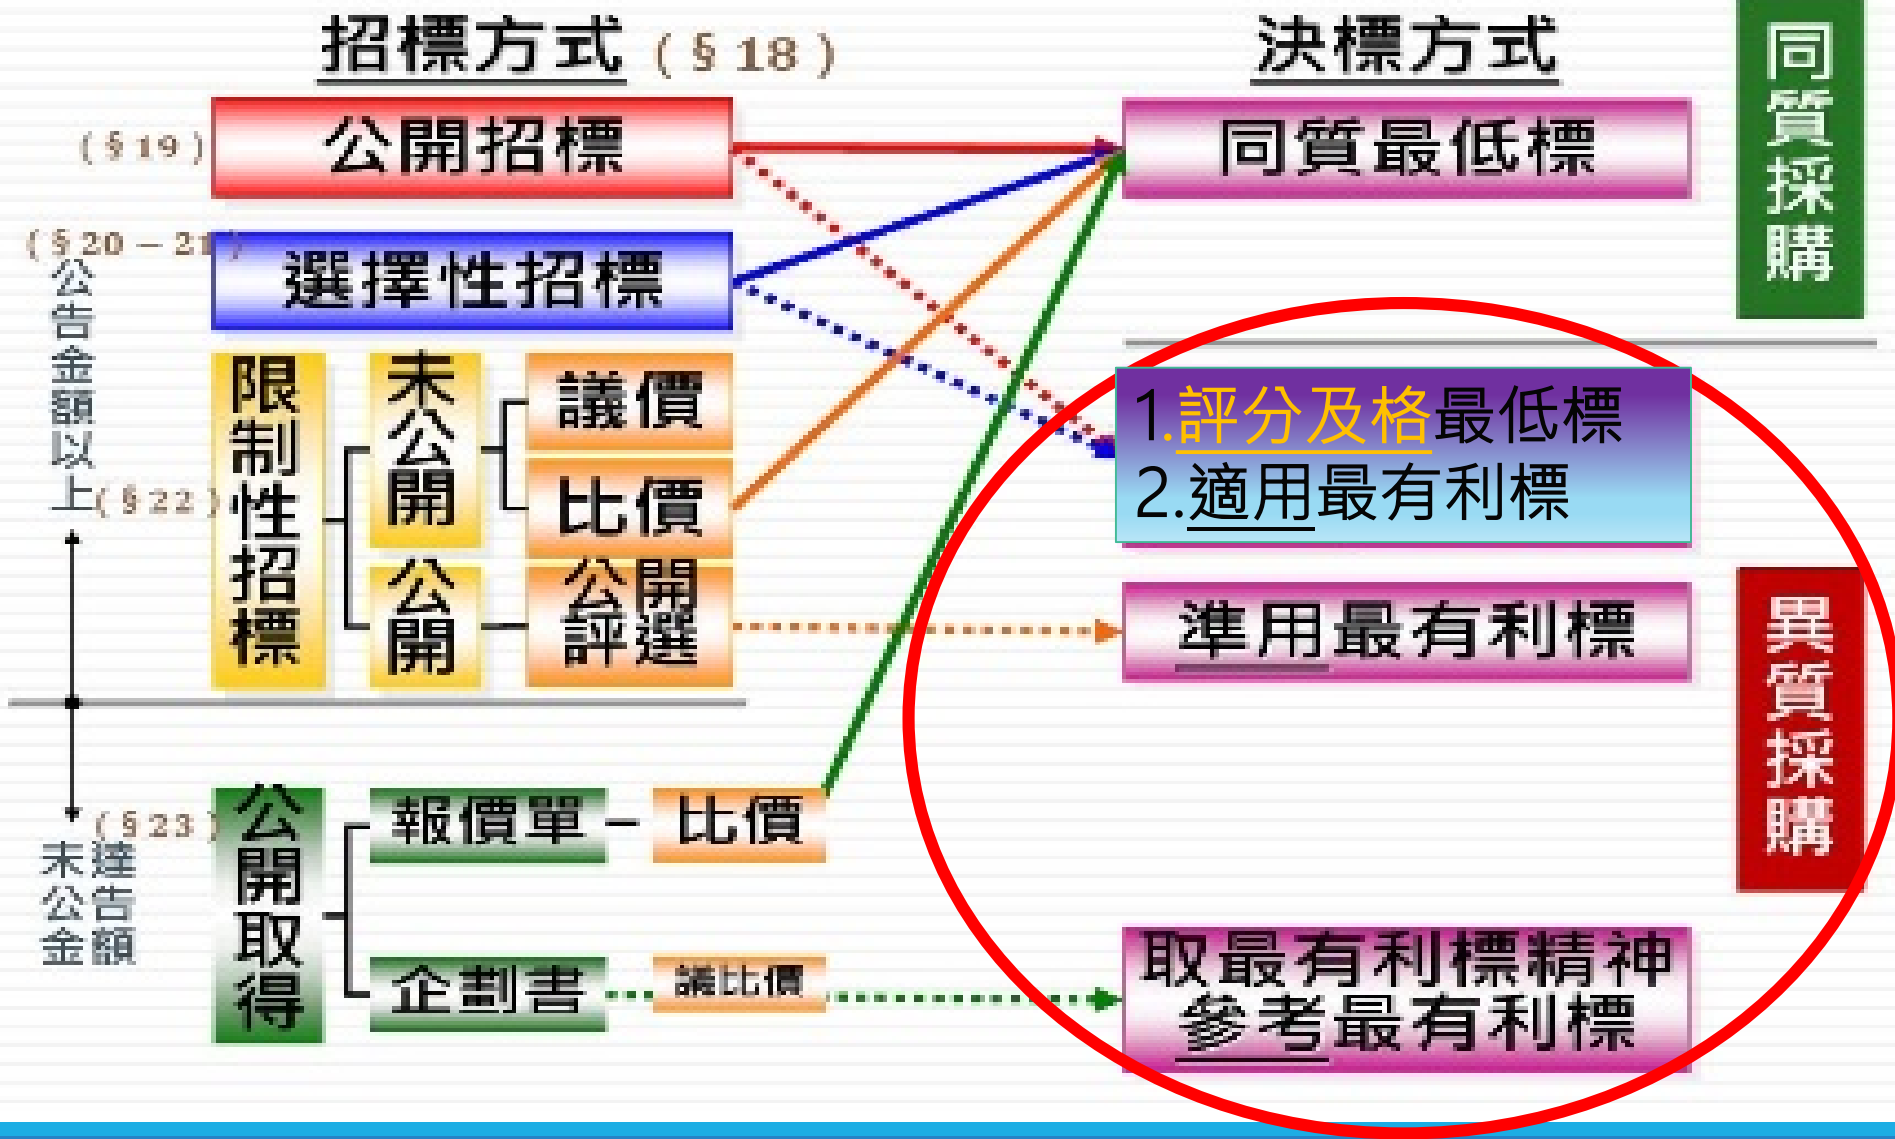 招標方式 (§18)
決標方式
同質採購
(§19)
公開招標
同質最低標
(§20－21)
選擇性招標
公告金額以上
(§22)
限制性招標
未公開
議價
比價
公開
公開
評選
1.評分及格最低標
2.適用最有利標
準用最有利標
異質採購
(§23)
未達
公告
金額
公開取得
報價單
比價
企劃書
議比價
取最有利標精神
參考最有利標